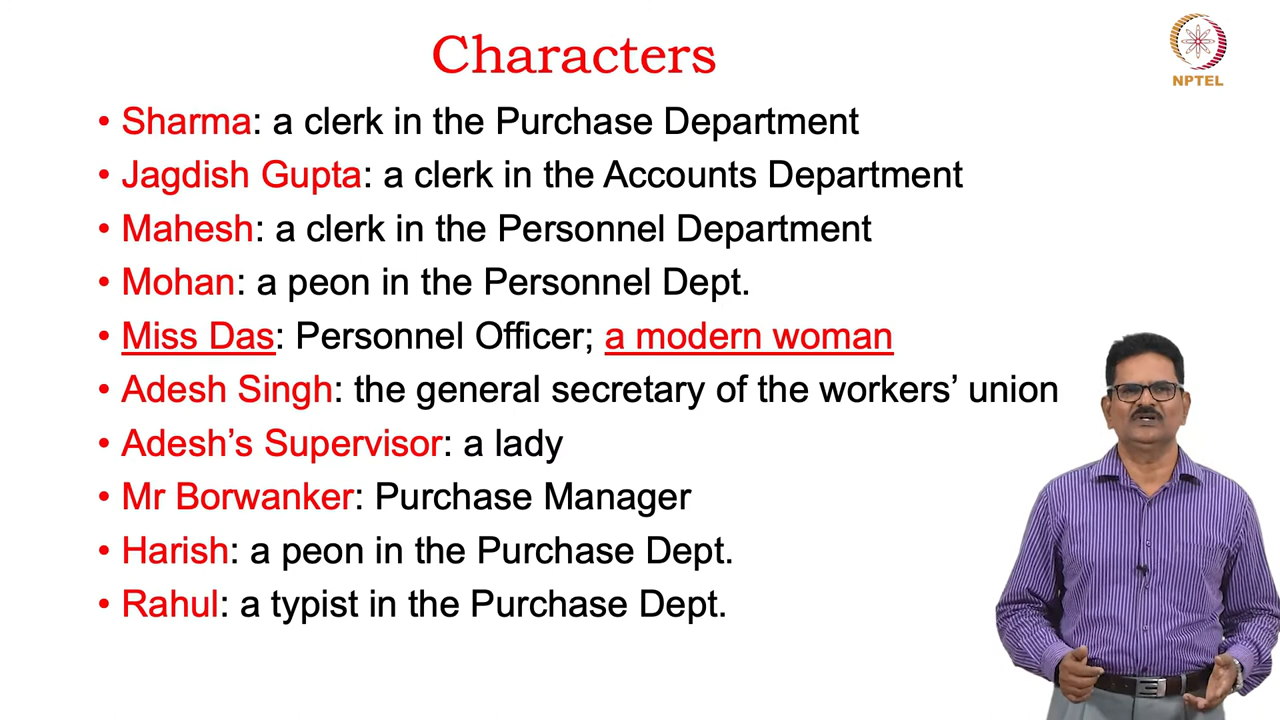 Characters
NPTEL
• Sharma: a clerk in the Purchase Department
• Jagdish Gupta: a clerk in the Accounts Department
• Mahesh: a clerk in the Personnel Department
• Mohan: a peon in the Personnel Dept.
• Miss Das: Personnel Officer; a modern woman
• Adesh Singh: the general secretary of the workers’ union
• Adesh’s Supervisor: a lady
• Mr Borwanker: Purchase Manager
• Harish: a peon in the Purchase Dept.
• Rahul: a typist in the Purchase Dept.